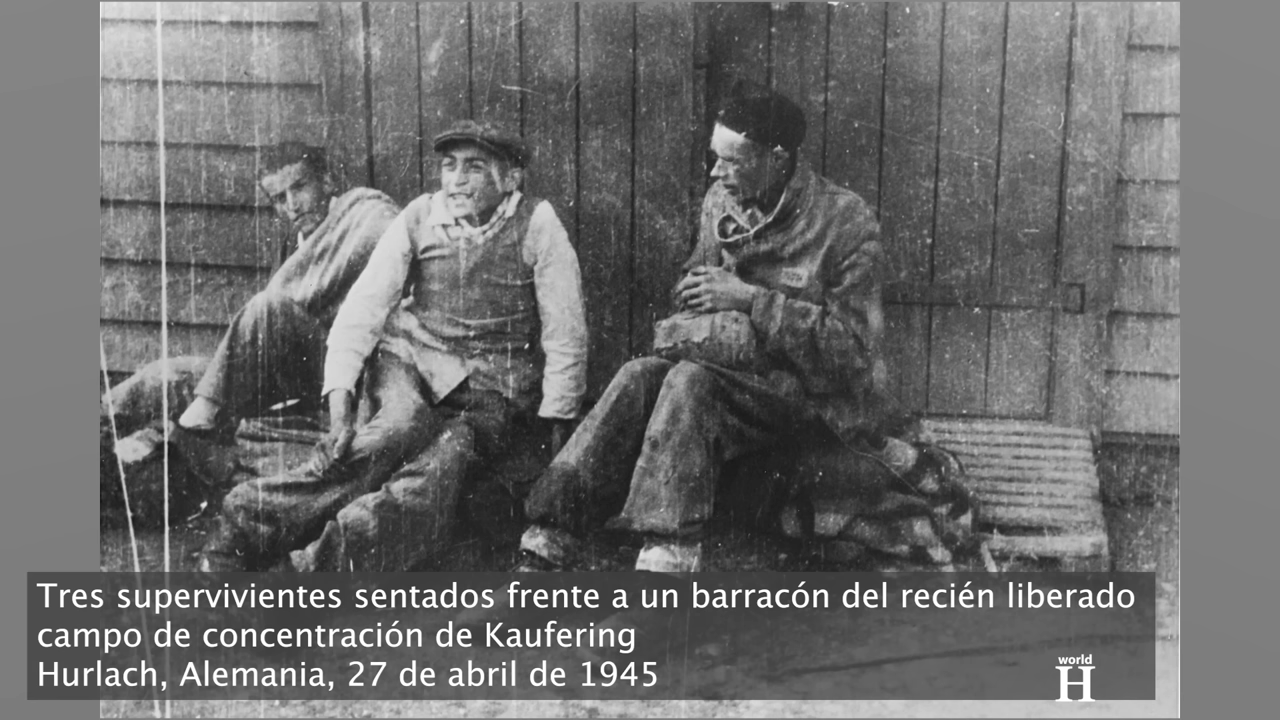 Tres supervivientes sentados frente a un barracón del recién liberado
campo de concentración de Kaufering
Hurlach, Alemania, 27 de abril de 1945
world
H